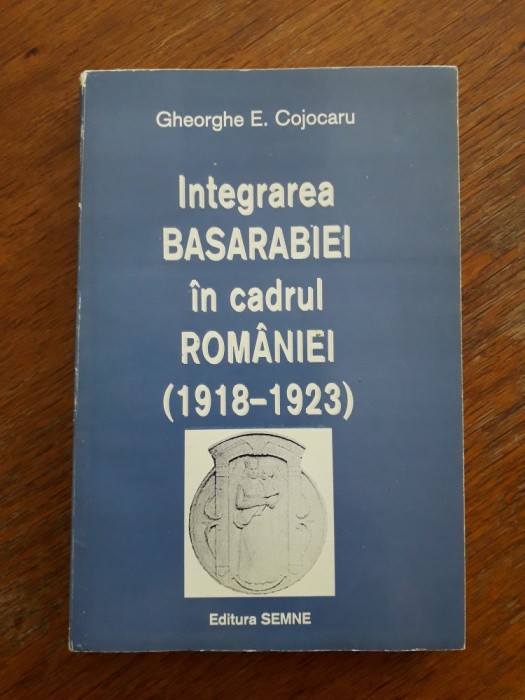 Gheorghe E. Cojocaru
Integrarea
BASARABIEI
în cadrul
ROMÂNIEI
(1918-1923)
Editura SEMNE